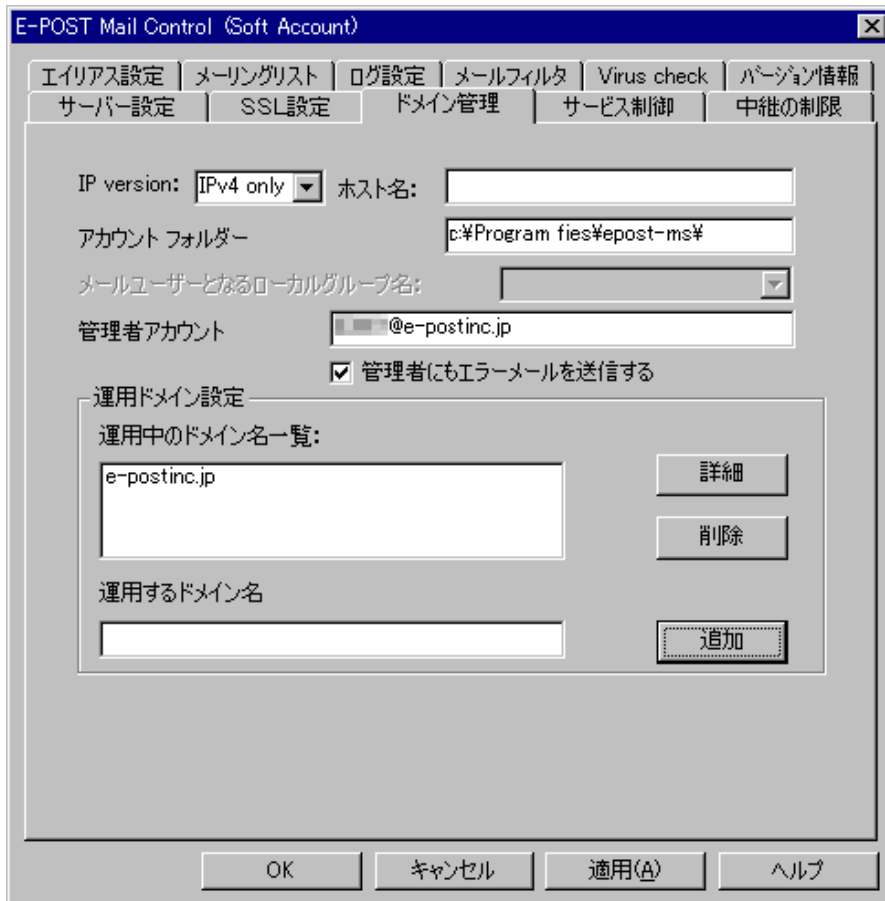 E-POST Mail Control (Soft Account)
エイリアス設定 メーリングリスト ログ設定 メールフィルタ Virus check バージョン情報
サーバー設定 SSL設定 ドメイン管理 サービス制御 中継の制限
IP version: IPv4 only ホスト名:
アカウント フォルダー c:¥Program fies¥epost-ms¥
メールユーザーとなるローカルグループ名:
管理者アカウント @e-postinc.jp
管理者にもエラーメールを送信する
運用ドメイン設定
運用中のドメイン名一覧:
e-postinc.jp
詳細
削除
運用するドメイン名
追加
OK キャンセル 適用(A) ヘルプ